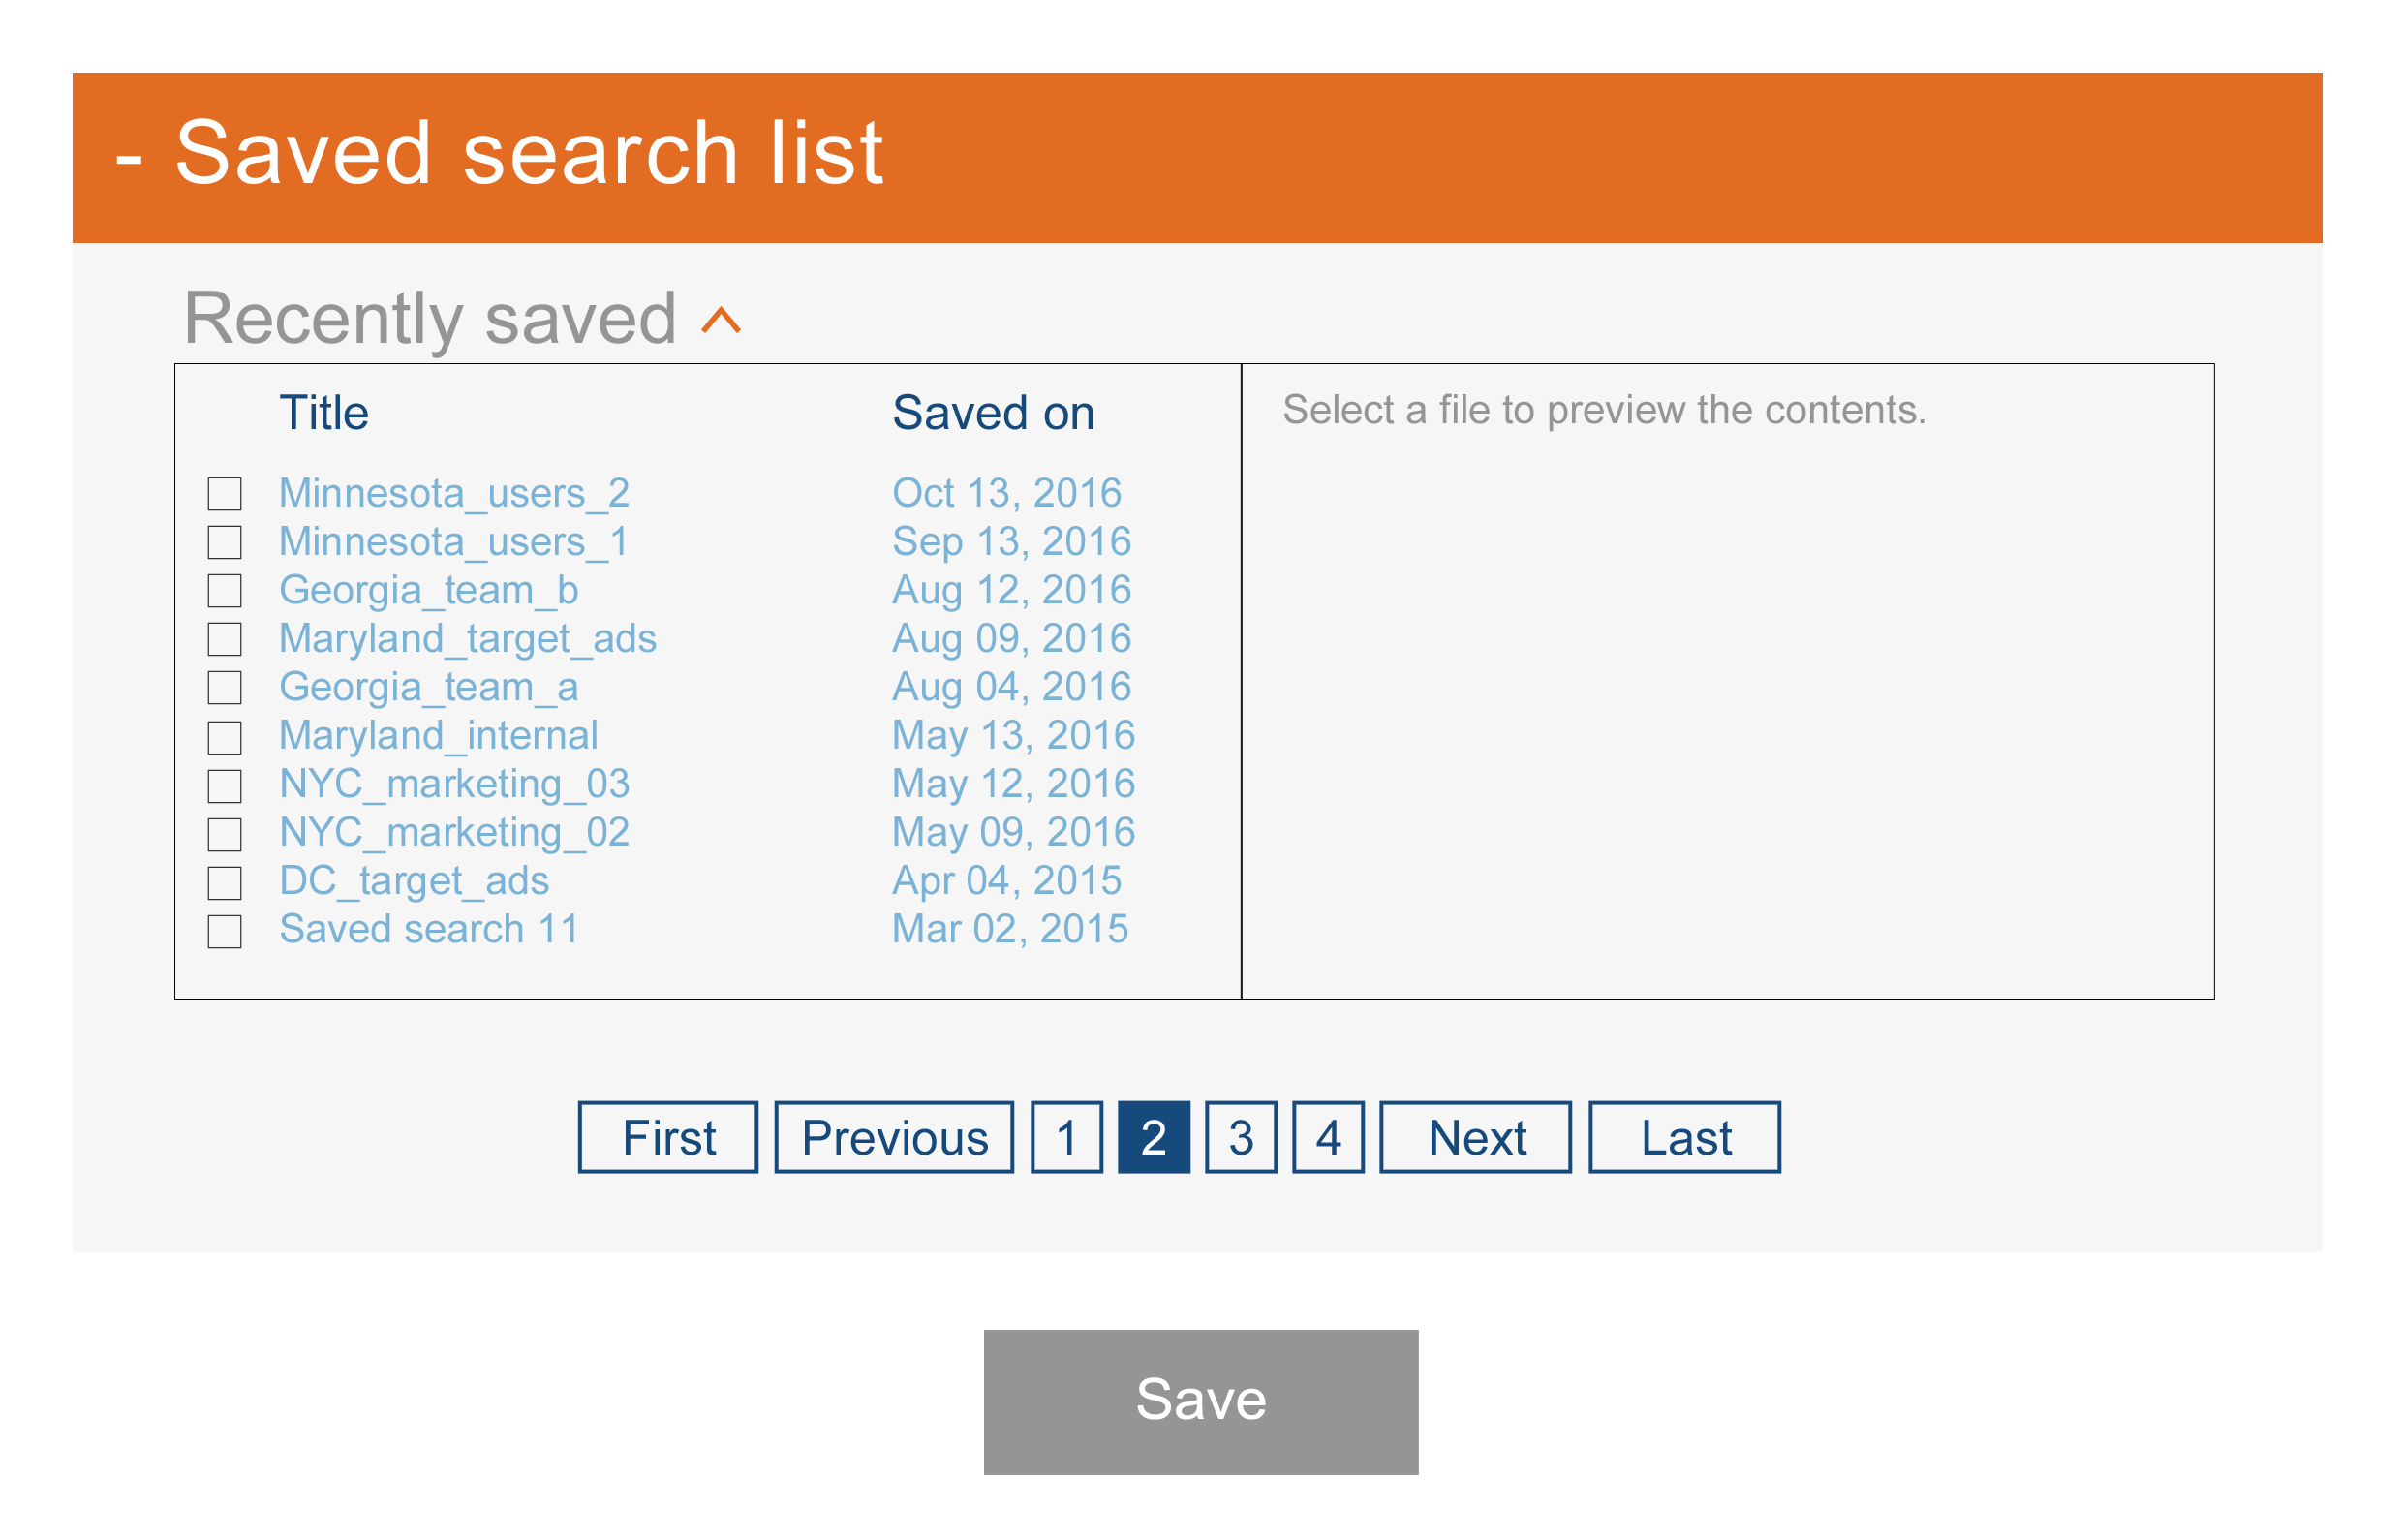 - Saved search list
Recently saved
Title Saved on
Select a file to preview the contents.
Minnesota_users_2 Oct 13, 2016
Minnesota_users_1 Sep 13, 2016
Georgia_team_b Aug 12, 2016
Maryland_target_ads Aug 09, 2016
Georgia_team_a Aug 04, 2016
Maryland_internal May 13, 2016
NYC_marketing_03 May 12, 2016
NYC_marketing_02 May 09, 2016
DC_target_ads Apr 04, 2015
Saved search 11 Mar 02, 2015
First Previous 1 2 3 4 Next Last
Save